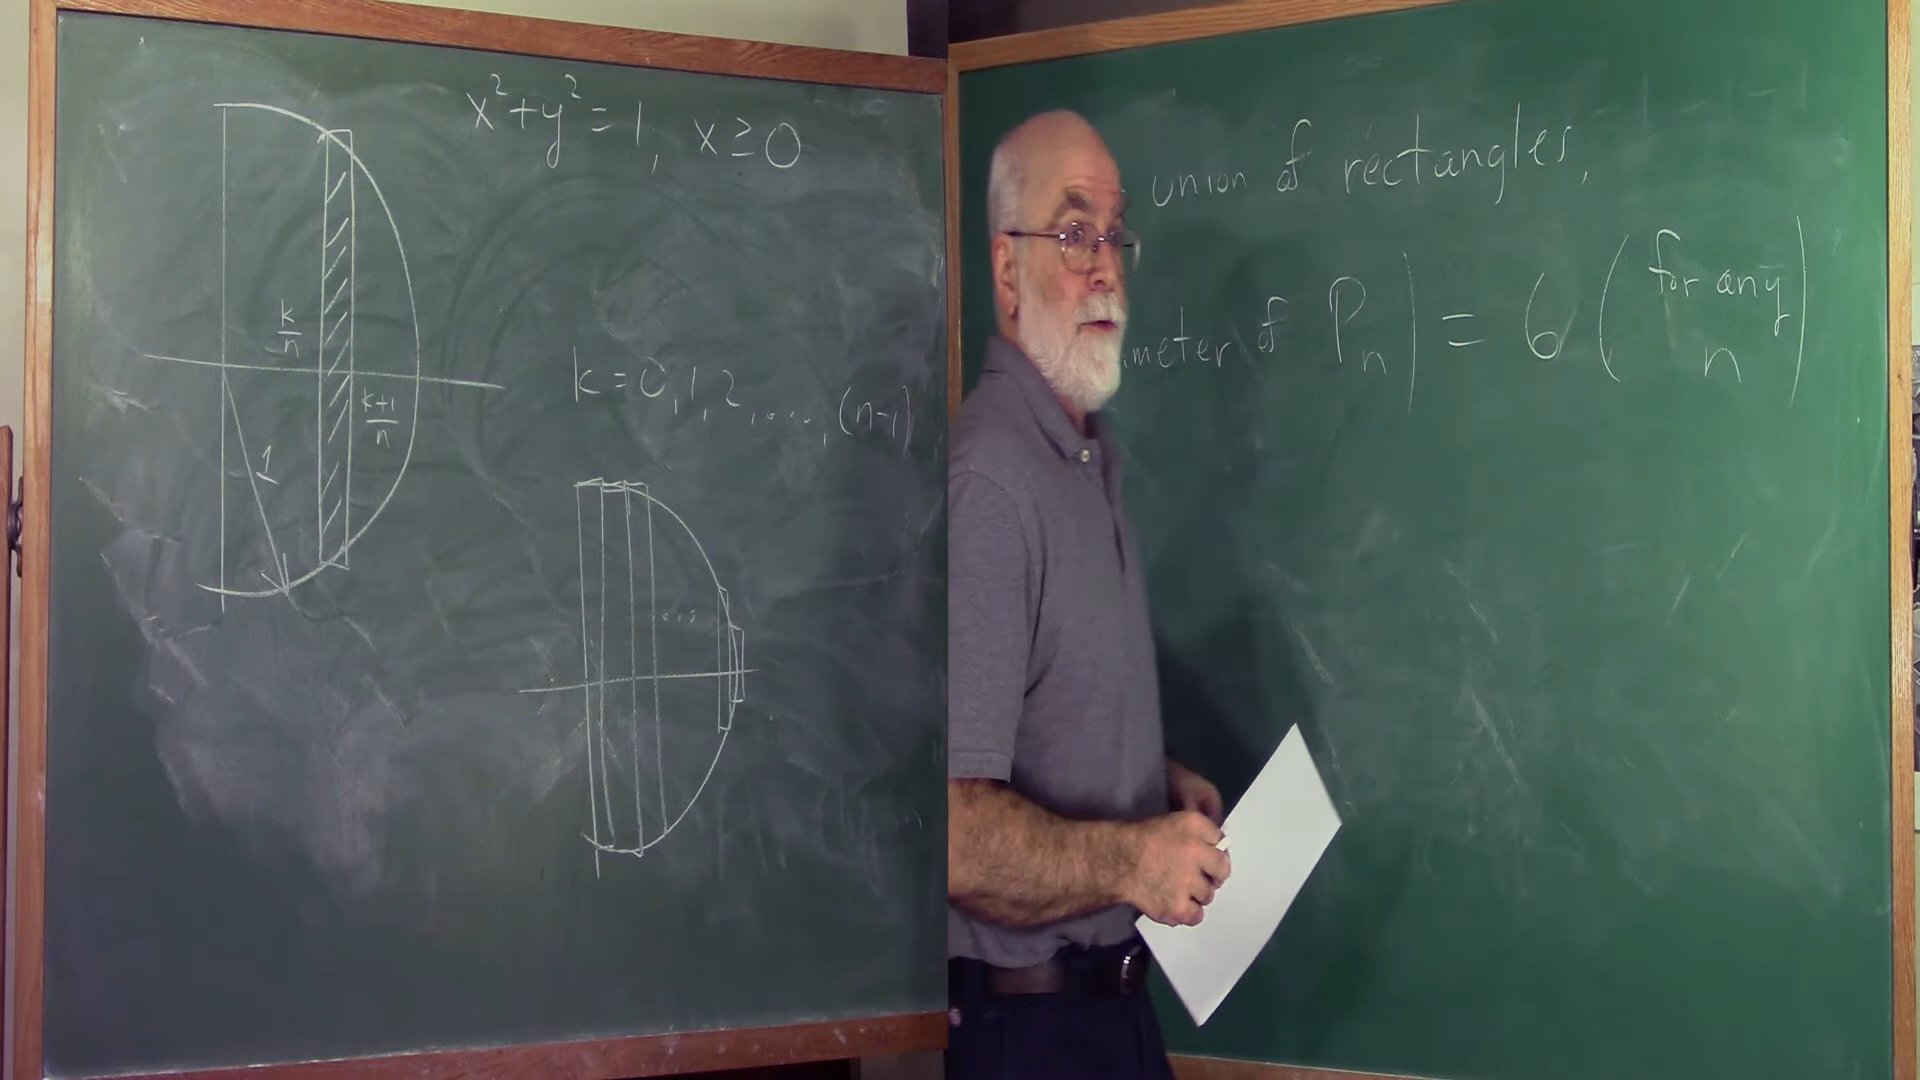 x² + y² = 1, x ≥ 0
k/n
k+1/n
1
k = 0, 1, 2, ...., (n-1)
....
union of rectangles,
meter of Pₙ) = 6 (for any n)